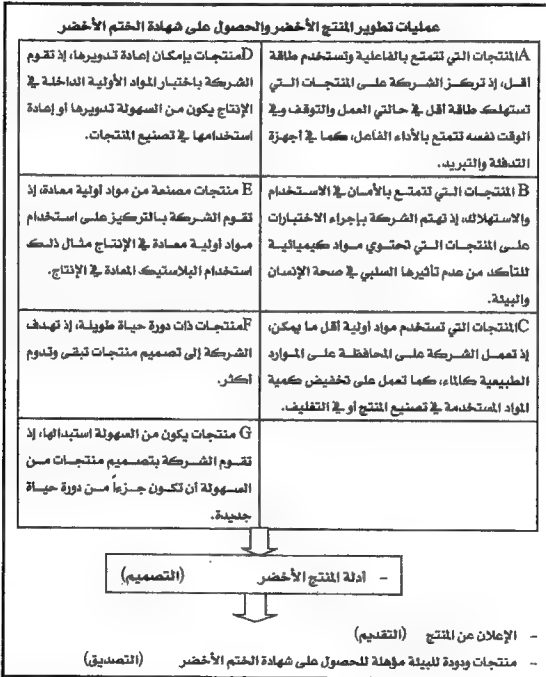 عمليات تطوير المنتج الأخضر والحصول على شهادة الختم الأخضر
Aالمنتجات التي تتمتع بالفاعلية وتستخدم طاقة
أقل، إذ تركز الشركة على المنتجات التي
تستهلك طاقة أقل في حالتي العمل والتوقف وفي
الوقت نفسه تتمتع بالأداء الفاعل، كما في أجهزة
التدفئة والتبريد.
Dمنتجات بإمكان إعادة تدويرها، إذ تقوم
الشركة باختبار المواد الأولية الداخلة في
الإنتاج يكون من السهولة تدويرها أو إعادة
استخدامها في تصنيع المنتجات.
B المنتجات التي تتمتع بالأمان في الاستخدام
والاستهلاك، إذ تهتم الشركة بإجراء الاختبارات
على المنتجات التي تحتوي مواد كيميائية
للتأكد من عدم تأثيرها السلبي في صحة الإنسان
والبيئة.
E منتجات مصنعة من مواد أولية معادة، إذ
تقوم الشركة بالتركيز على استخدام
مواد أولية معادة في الإنتاج مثال ذلك
استخدام البلاستيك المعادة في الإنتاج.
Cالمنتجات التي تستخدم مواد أولية أقل ما يمكن،
إذ تعمل الشركة على المحافظة على الموارد
الطبيعية كالماء، كما تعمل على تخفيض كمية
المواد المستخدمة في تصنيع المنتج أو في التغليف.
Fمنتجات ذات دورة حياة طويلة، إذ تهدف
الشركة إلى تصميم منتجات تبقى وتدوم
أكثر.
G منتجات يكون من السهولة استبدالها، إذ
تقوم الشركة بتصميم منتجات من
السهولة أن تكون جزءاً من دورة حياة
جديدة.
- أدلة المنتج الأخضر (التصميم)
- الإعلان عن المنتج (التقديم)
- منتجات ودودة للبيئة مؤهلة للحصول على شهادة الختم الأخضر (التصديق)